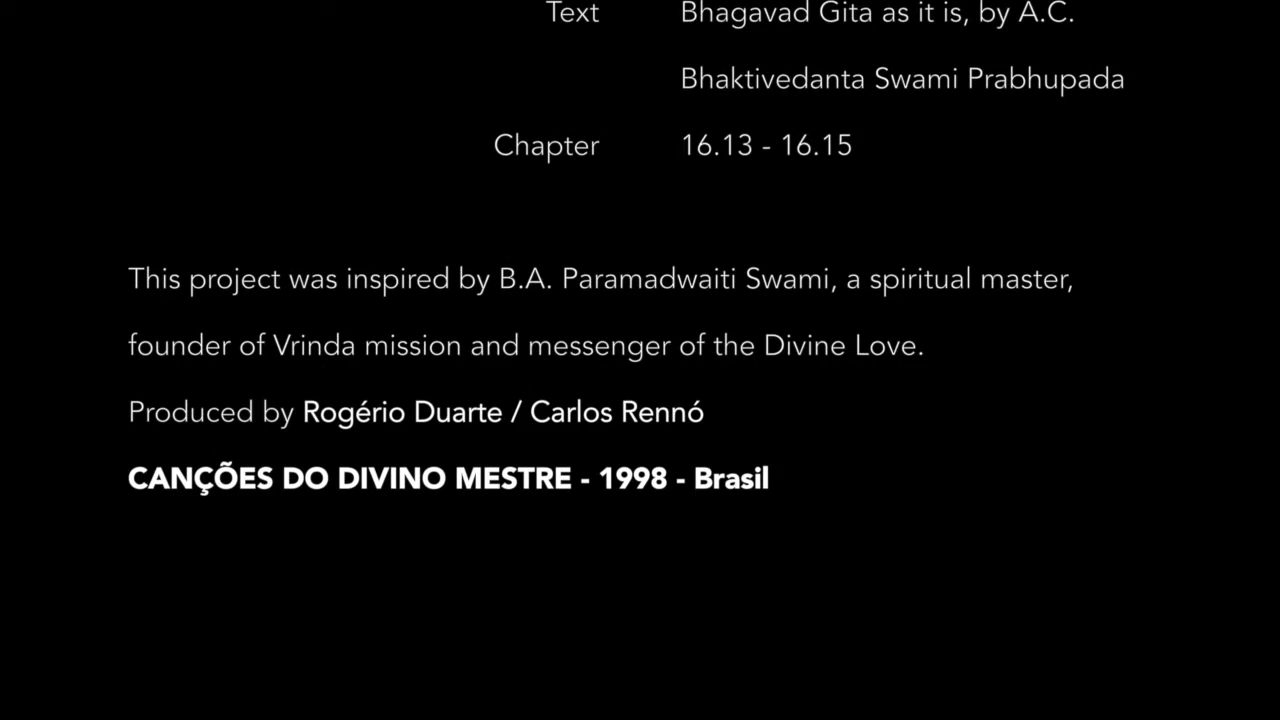 Text Bhagavad Gita as it is, by A.C.
Bhaktivedanta Swami Prabhupada
Chapter 16.13 - 16.15
This project was inspired by B.A. Paramadwaiti Swami, a spiritual master,
founder of Vrinda mission and messenger of the Divine Love.
Produced by Rogério Duarte / Carlos Rennó
CANÇÕES DO DIVINO MESTRE - 1998 - Brasil